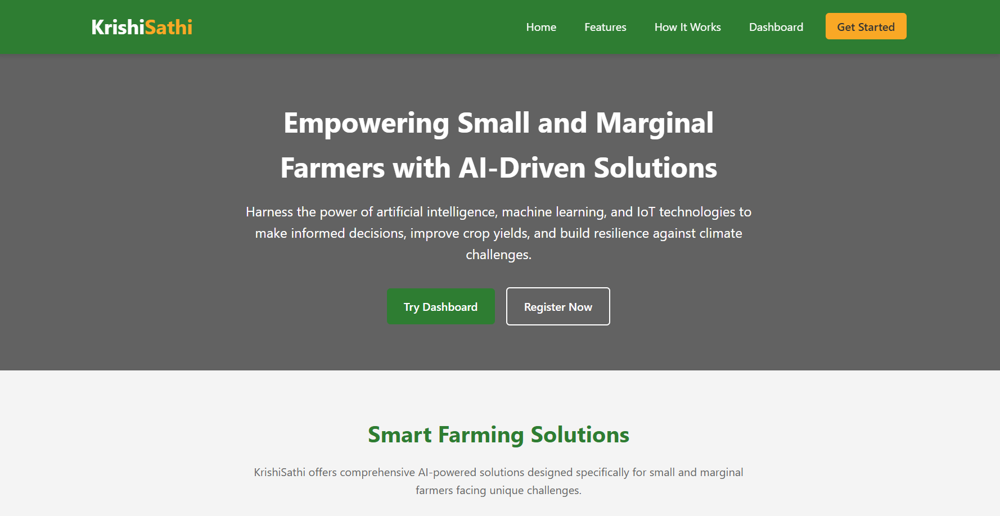 KrishiSathi
Home
Features
How It Works
Dashboard
Get Started
Empowering Small and Marginal
Farmers with AI-Driven Solutions
Harness the power of artificial intelligence, machine learning, and IoT technologies to
make informed decisions, improve crop yields, and build resilience against climate
challenges.
Try Dashboard
Register Now
Smart Farming Solutions
KrishiSathi offers comprehensive AI-powered solutions designed specifically for small and marginal
farmers facing unique challenges.